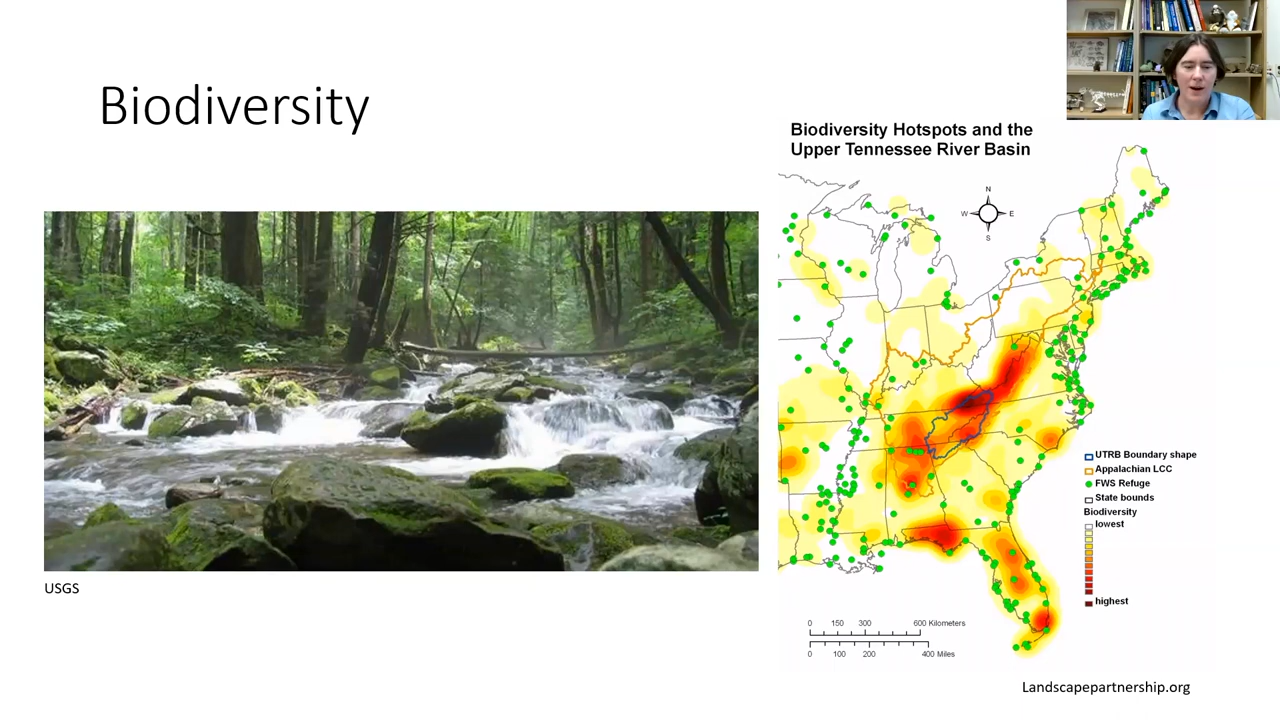 Biodiversity
Biodiversity Hotspots and the
Upper Tennessee River Basin
N
W
E
S
UTRB Boundary shape
Appalachian LCC
FWS Refuge
State bounds
Biodiversity
lowest
highest
0 150 300 600 Kilometers
0 100 200 400 Miles
USGS
Landscapepartnership.org